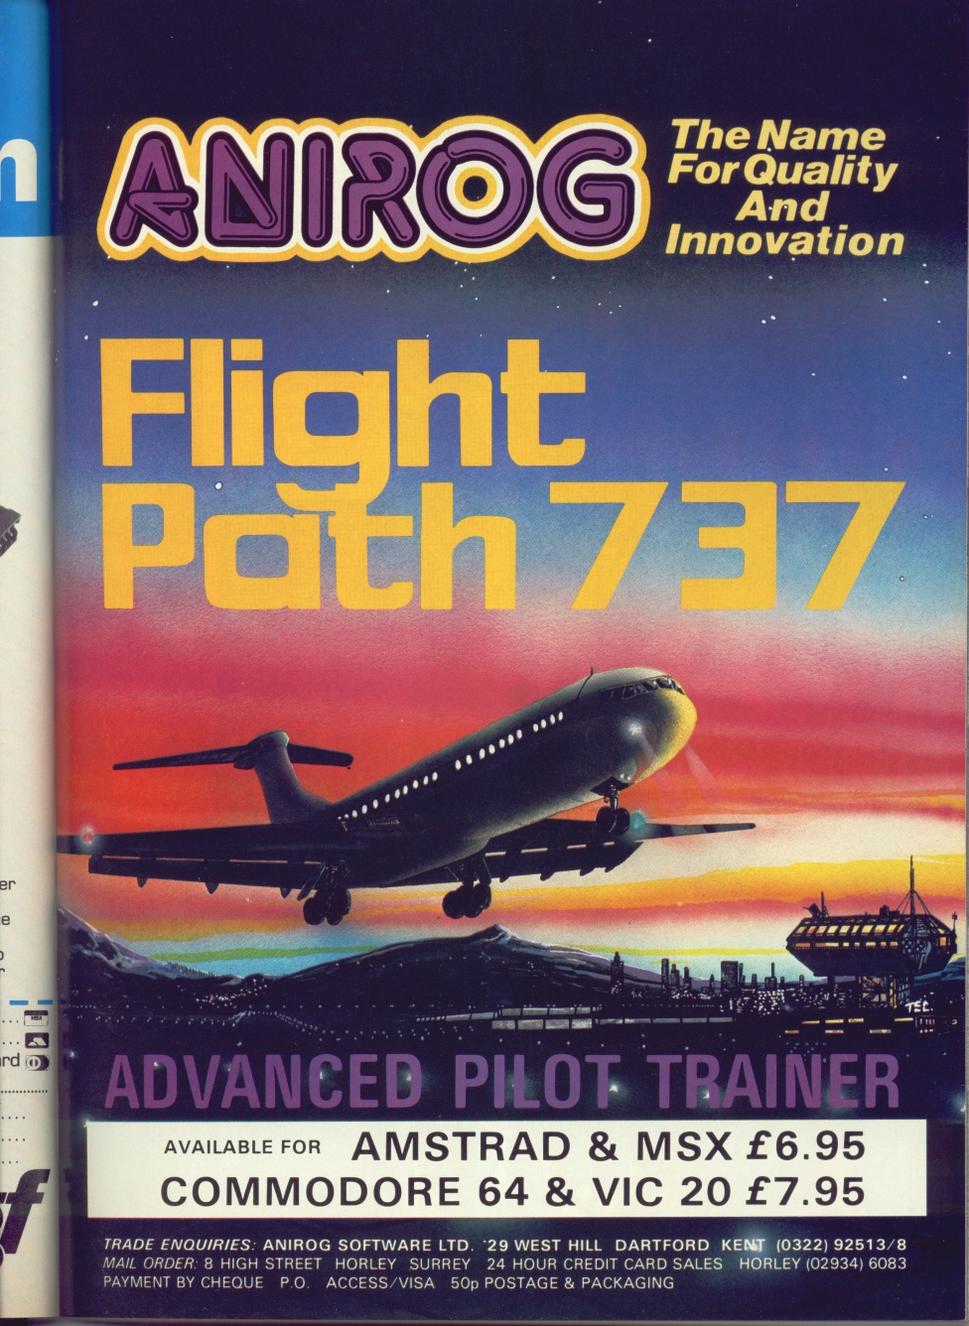 ANIROG
The Name
For Quality
And
Innovation
Flight
Path 737
TEC.
ADVANCED PILOT TRAINER
AVAILABLE FOR AMSTRAD & MSX £6.95
COMMODORE 64 & VIC 20 £7.95
TRADE ENQUIRIES: ANIROG SOFTWARE LTD. 29 WEST HILL DARTFORD KENT (0322) 92513/8
MAIL ORDER: 8 HIGH STREET HORLEY SURREY 24 HOUR CREDIT CARD SALES HORLEY (02934) 6083
PAYMENT BY CHEQUE P.O. ACCESS/VISA 50p POSTAGE & PACKAGING